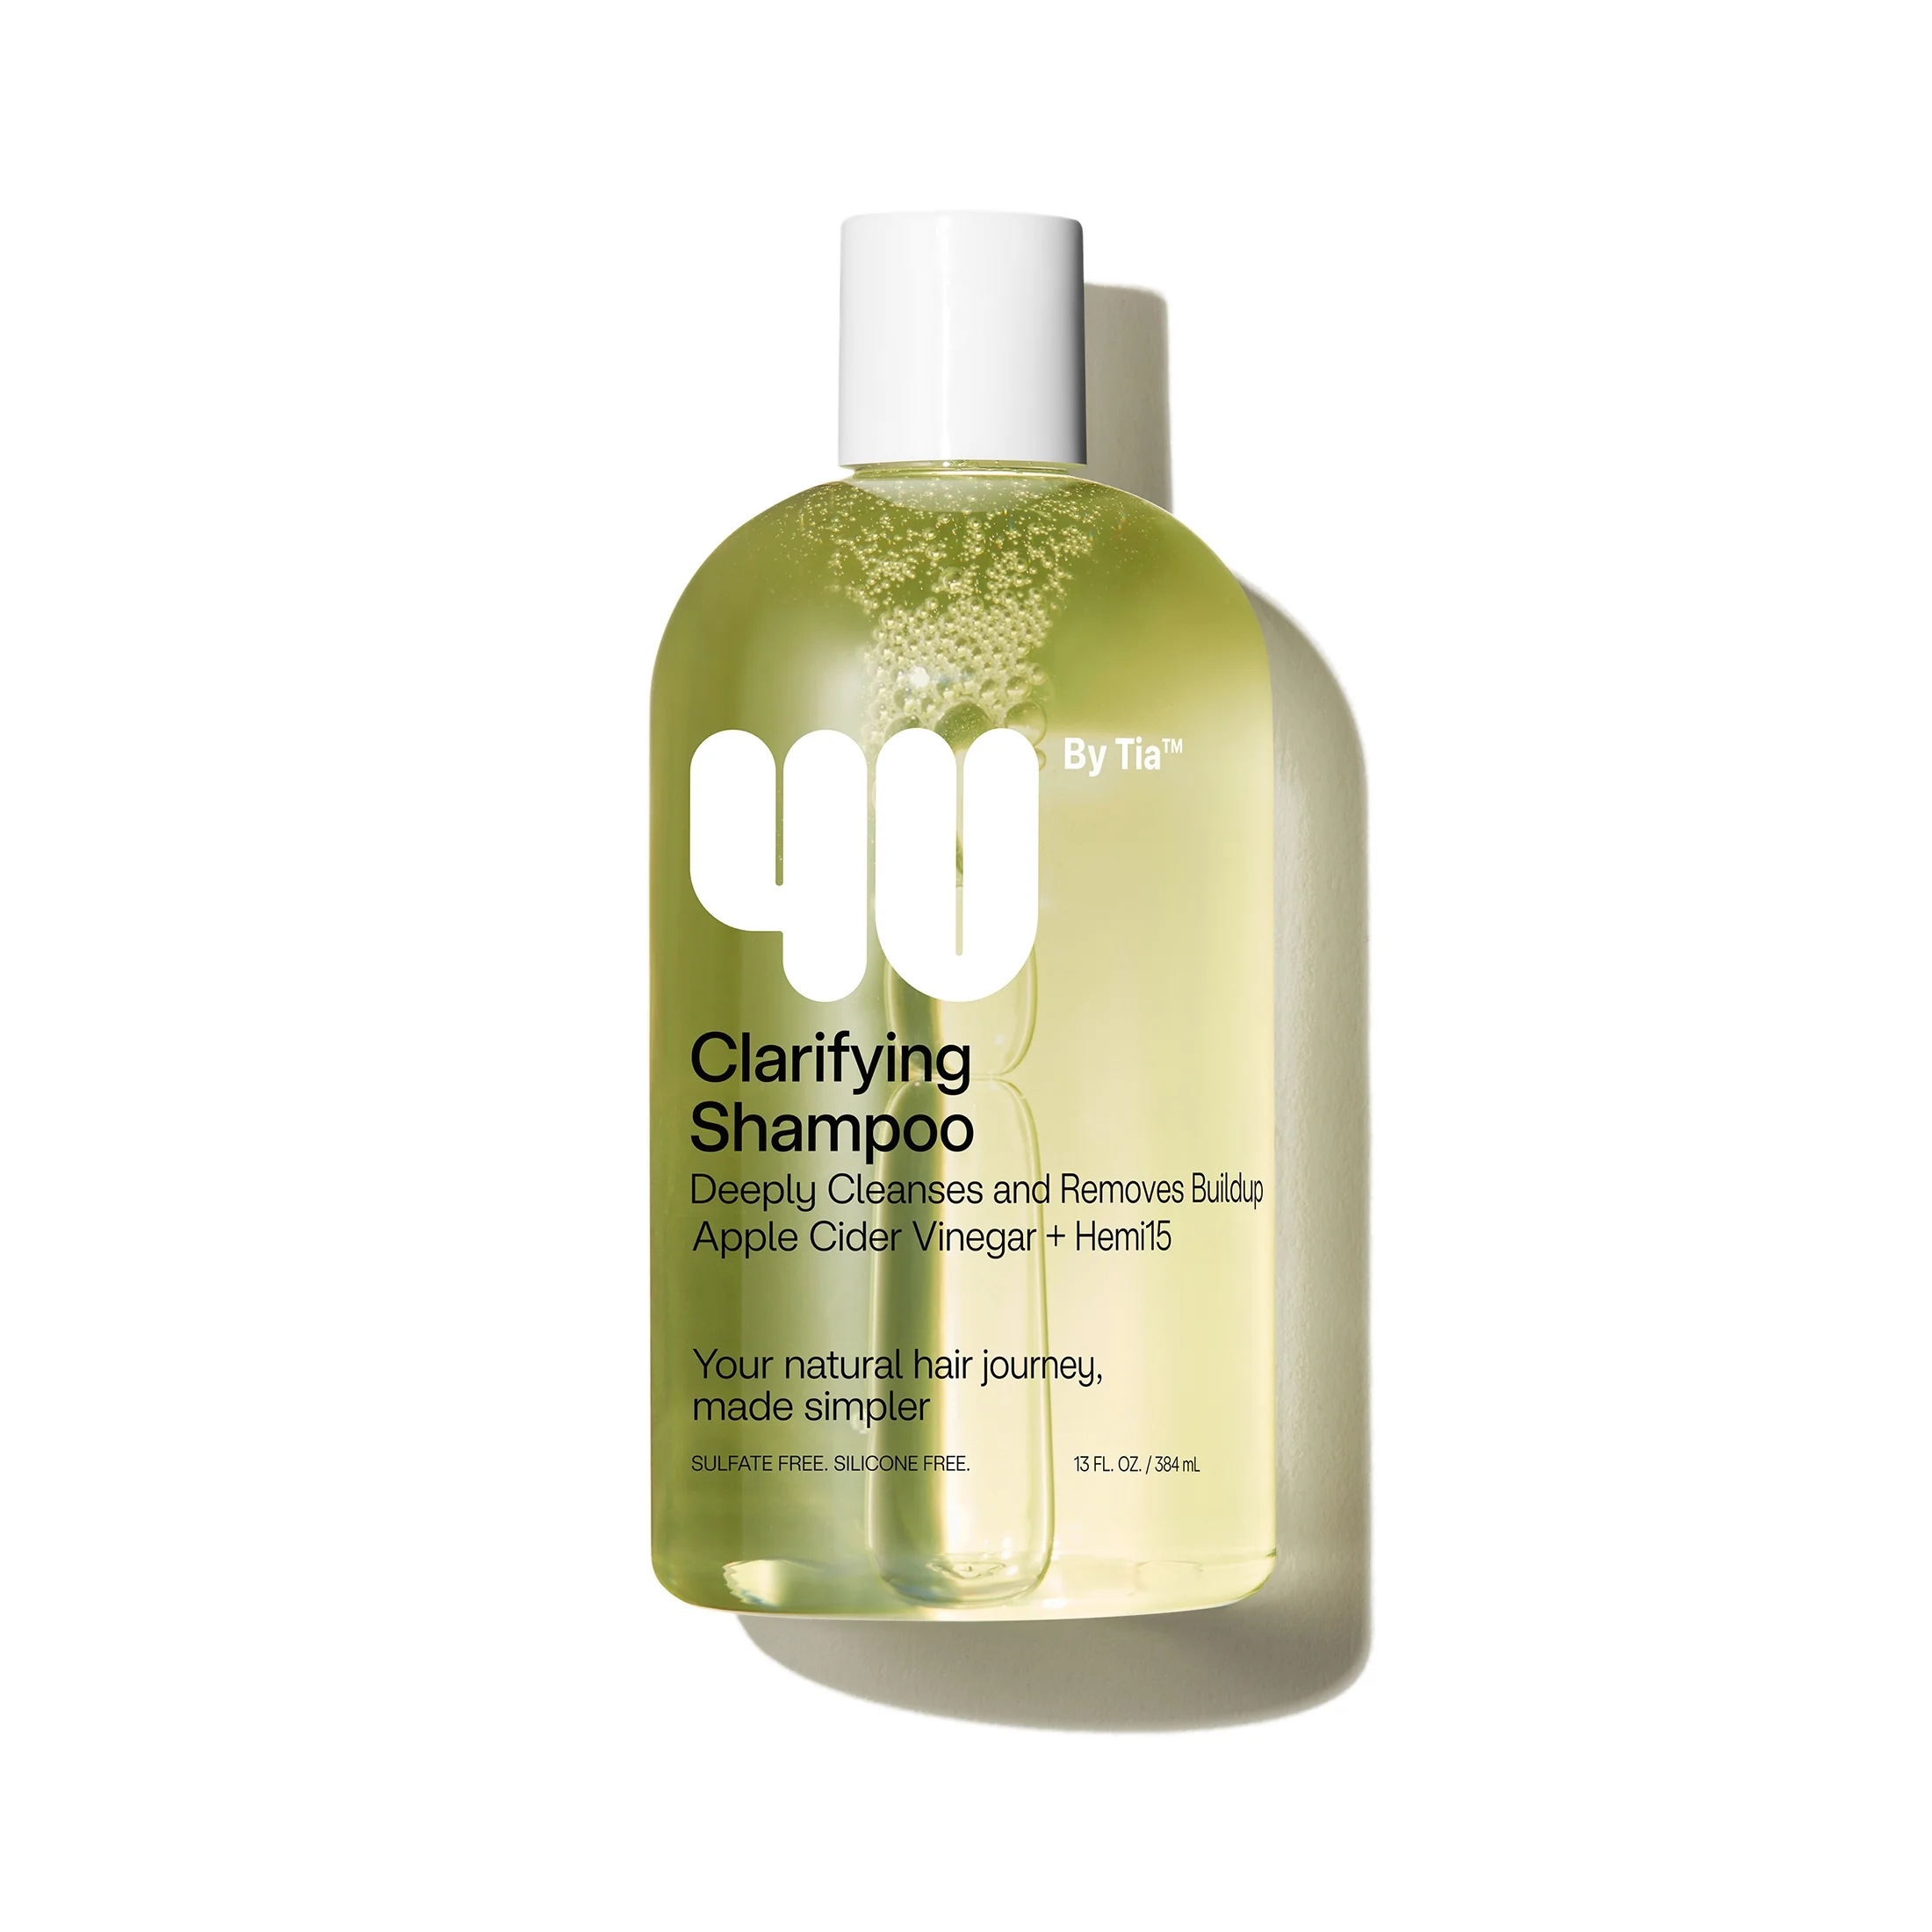 4U By Tia™
Clarifying
Shampoo
Deeply Cleanses and Removes Buildup
Apple Cider Vinegar + Hemi15
Your natural hair journey,
made simpler
SULFATE FREE. SILICONE FREE. 13 FL. OZ. / 384 mL